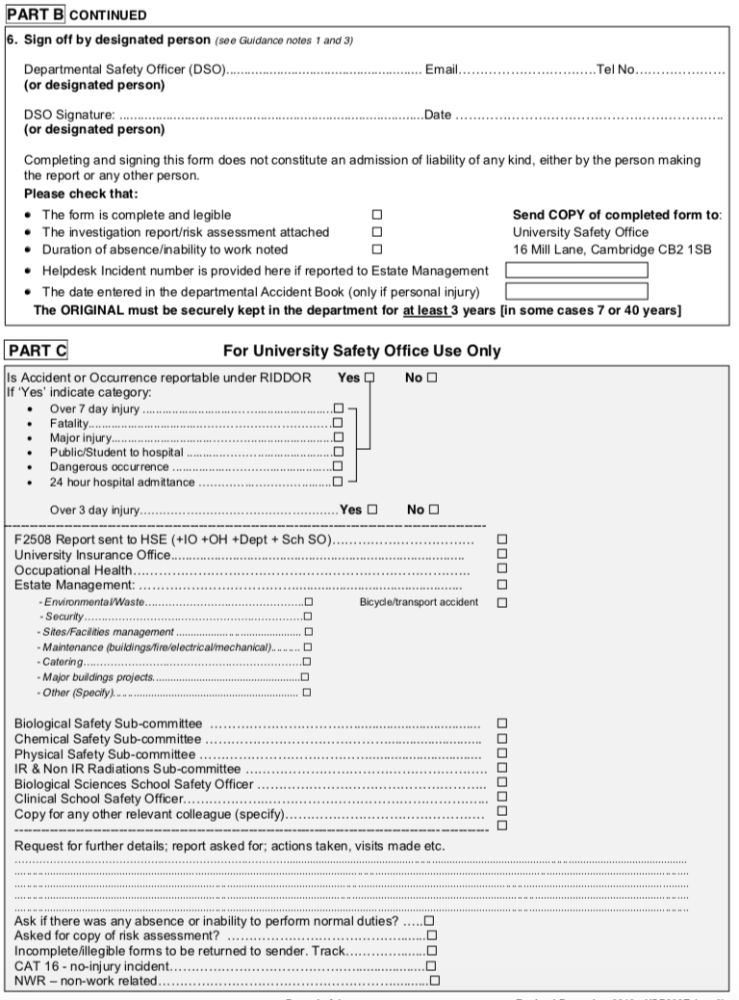 PART B CONTINUED
6. Sign off by designated person (see Guidance notes 1 and 3)
Departmental Safety Officer (DSO)............................................. Email.................................Tel No.....................
(or designated person)
DSO Signature: .....................................................................Date ..............................................................
(or designated person)
Completing and signing this form does not constitute an admission of liability of any kind, either by the person making
the report or any other person.
Please check that:
• The form is complete and legible ☐ Send COPY of completed form to:
• The investigation report/risk assessment attached ☐ University Safety Office
• Duration of absence/inability to work noted ☐ 16 Mill Lane, Cambridge CB2 1SB
• Helpdesk Incident number is provided here if reported to Estate Management
• The date entered in the departmental Accident Book (only if personal injury)
The ORIGINAL must be securely kept in the department for at least 3 years [in some cases 7 or 40 years]
PART C For University Safety Office Use Only
Is Accident or Occurrence reportable under RIDDOR Yes ☐ No ☐
If 'Yes' indicate category:
• Over 7 day injury ............................................☐
• Fatality.........................................................☐
• Major injury....................................................☐
• Public/Student to hospital ..................................☐
• Dangerous occurrence .......................................☐
• 24 hour hospital admittance ................................☐
Over 3 day injury.................................................Yes ☐ No ☐
F2508 Report sent to HSE (+IO +OH +Dept + Sch SO)................................. ☐
University Insurance Office..................................................................... ☐
Occupational Health............................................................................. ☐
Estate Management: ............................................................................. ☐
- Environmental/Waste.....................................☐ Bicycle/transport accident ☐
- Security....................................................☐
- Sites/Facilities management ............................ ☐
- Maintenance (buildings/fire/electrical/mechanical)......... ☐
- Catering....................................................☐
- Major buildings projects...................................☐
- Other (Specify)............................................ ☐
Biological Safety Sub-committee ............................................................ ☐
Chemical Safety Sub-committee ............................................................. ☐
Physical Safety Sub-committee .............................................................. ☐
IR & Non IR Radiations Sub-committee ..................................................... ☐
Biological Sciences School Safety Officer .................................................. ☐
Clinical School Safety Officer................................................................. ☐
Copy for any other relevant colleague (specify)............................................ ☐
☐
Request for further details; report asked for; actions taken, visits made etc.
Ask if there was any absence or inability to perform normal duties? .....☐
Asked for copy of risk assessment? .............................................☐
Incomplete/illegible forms to be returned to sender. Track...................☐
CAT 16 - no-injury incident........................................................☐
NWR – non-work related..........................................................☐